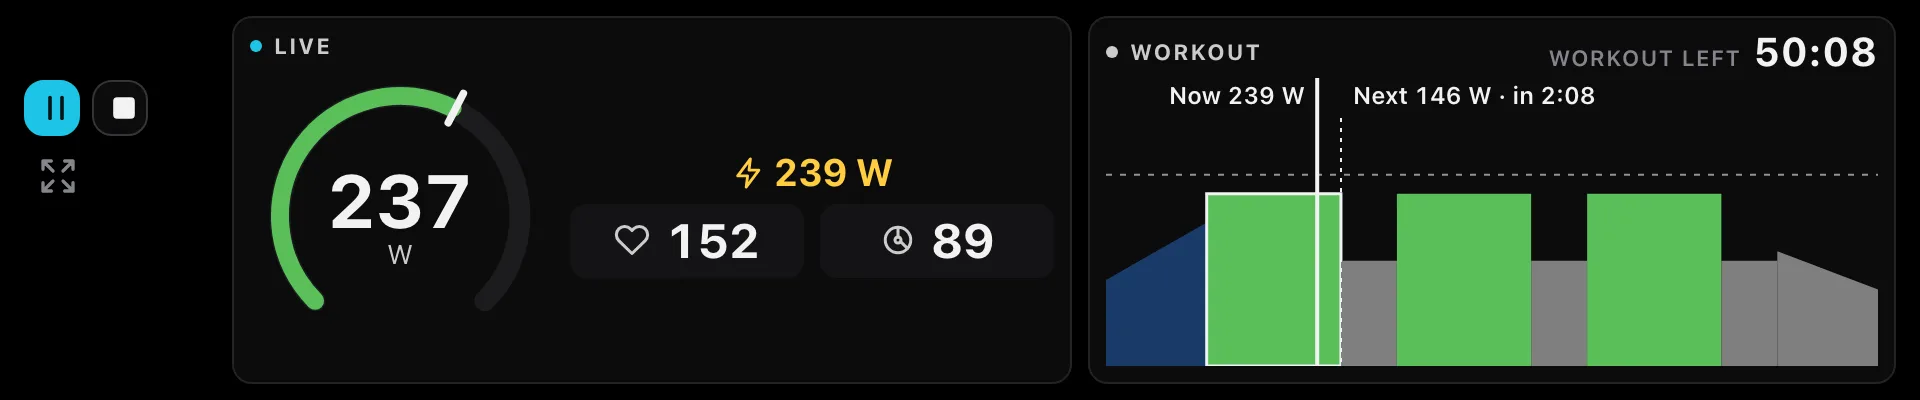 LIVE
237
W
239 W
152
89
WORKOUT
WORKOUT LEFT 50:08
Now 239 W
Next 146 W · in 2:08